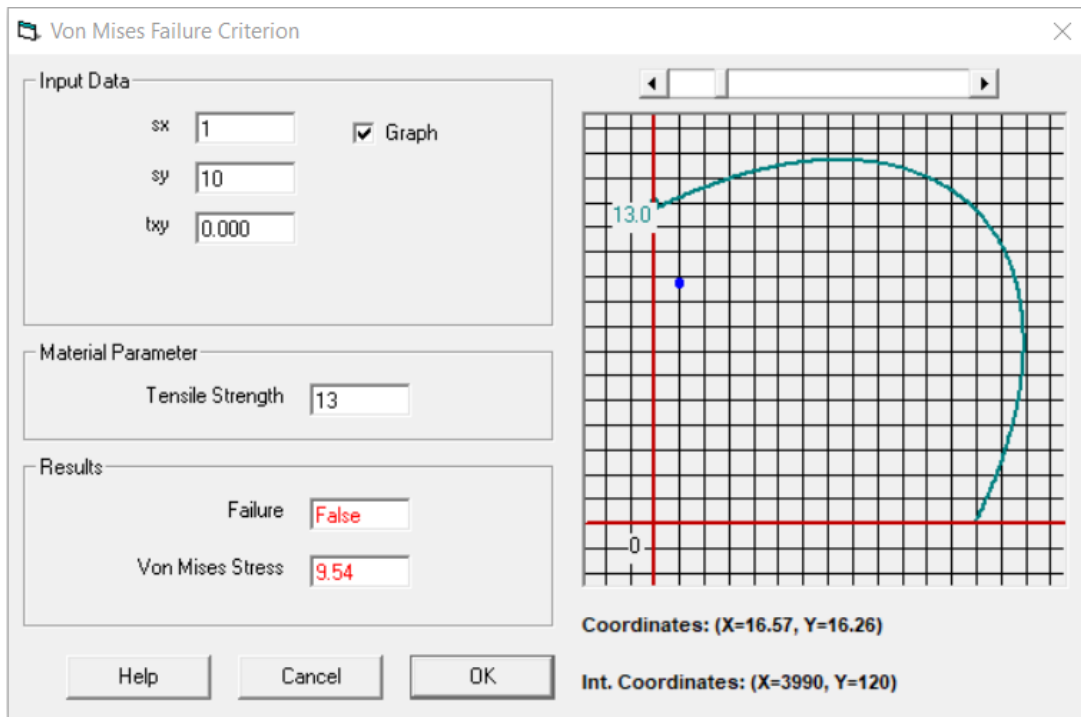 Von Mises Failure Criterion
Input Data
sx 1
Graph
sy 10
txy 0.000
Material Parameter
Tensile Strength 13
Results
Failure False
Von Mises Stress 9.54
Help Cancel OK
13.0
0
Coordinates: (X=16.57, Y=16.26)
Int. Coordinates: (X=3990, Y=120)